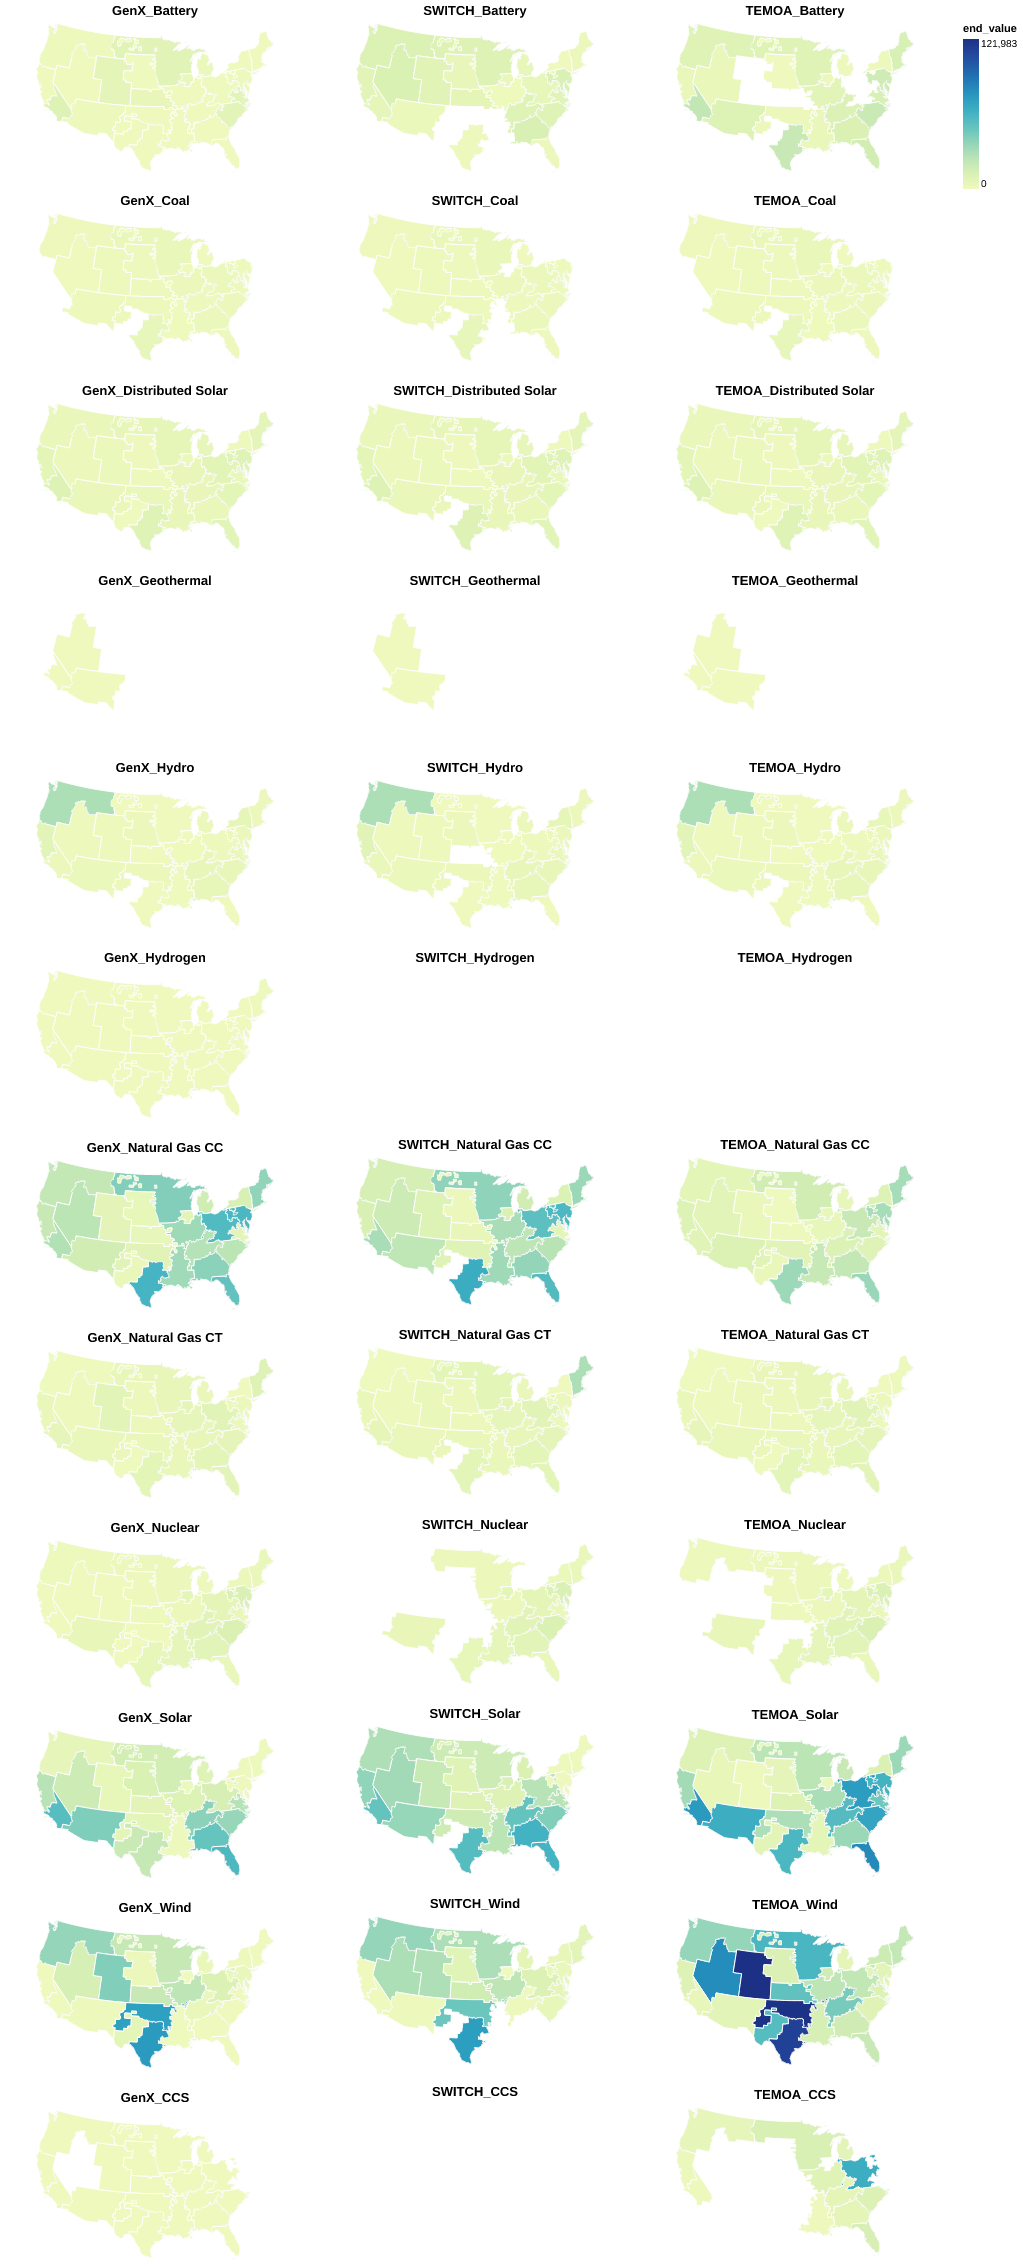 GenX_Battery
SWITCH_Battery
TEMOA_Battery
end_value
121,983
0
GenX_Coal
SWITCH_Coal
TEMOA_Coal
GenX_Distributed Solar
SWITCH_Distributed Solar
TEMOA_Distributed Solar
GenX_Geothermal
SWITCH_Geothermal
TEMOA_Geothermal
GenX_Hydro
SWITCH_Hydro
TEMOA_Hydro
GenX_Hydrogen
SWITCH_Hydrogen
TEMOA_Hydrogen
GenX_Natural Gas CC
SWITCH_Natural Gas CC
TEMOA_Natural Gas CC
GenX_Natural Gas CT
SWITCH_Natural Gas CT
TEMOA_Natural Gas CT
GenX_Nuclear
SWITCH_Nuclear
TEMOA_Nuclear
GenX_Solar
SWITCH_Solar
TEMOA_Solar
GenX_Wind
SWITCH_Wind
TEMOA_Wind
GenX_CCS
SWITCH_CCS
TEMOA_CCS